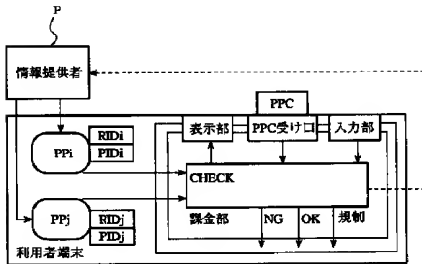 P
情報提供者
PPC
表示部
PPC受け口
入力部
RIDi
PPi
PIDi
CHECK
RIDj
課金部
NG
OK
規制
PPj
PIDj
利用者端末